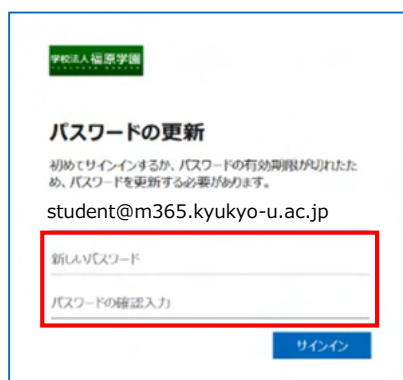 学校法人福原学園
パスワードの更新
初めてサインインするか、パスワードの有効期限が切れたた
め、パスワードを更新する必要があります。
student@m365.kyukyo-u.ac.jp
新しいパスワード
パスワードの確認入力
サインイン